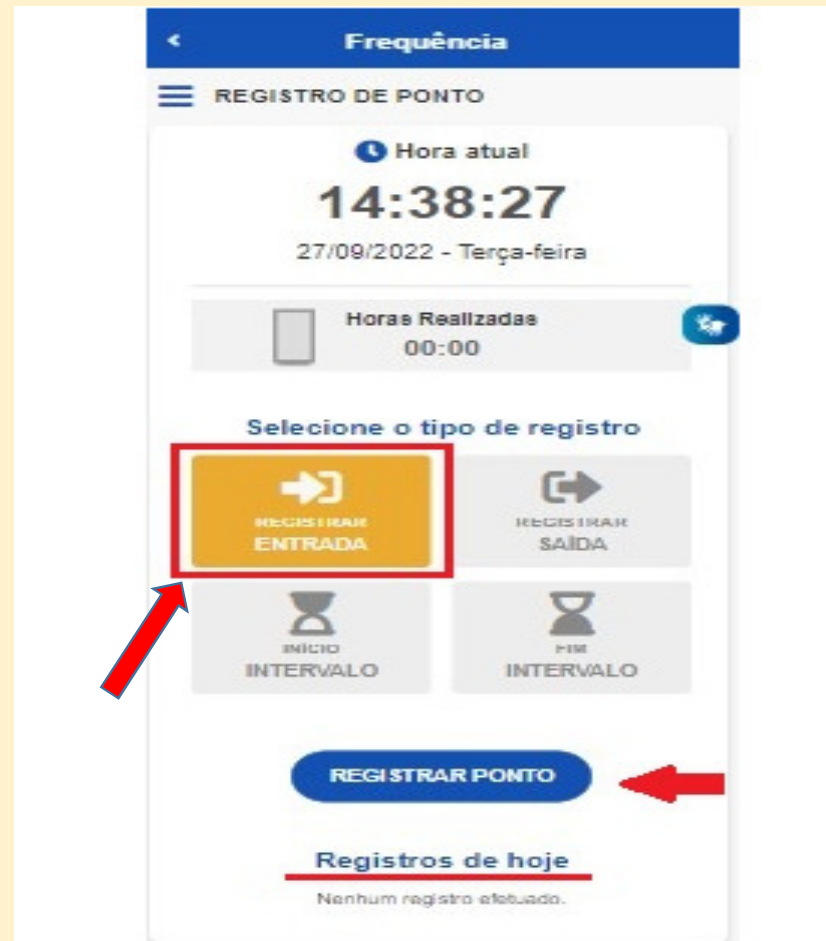 Frequência
REGISTRO DE PONTO
Hora atual
14:38:27
27/09/2022 - Terça-feira
Horas Realizadas
00:00
Selecione o tipo de registro
REGISTRAR
ENTRADA
REGISTRAR
SAÍDA
INÍCIO
INTERVALO
FIM
INTERVALO
REGISTRAR PONTO
Registros de hoje
Nenhum registro efetuado.